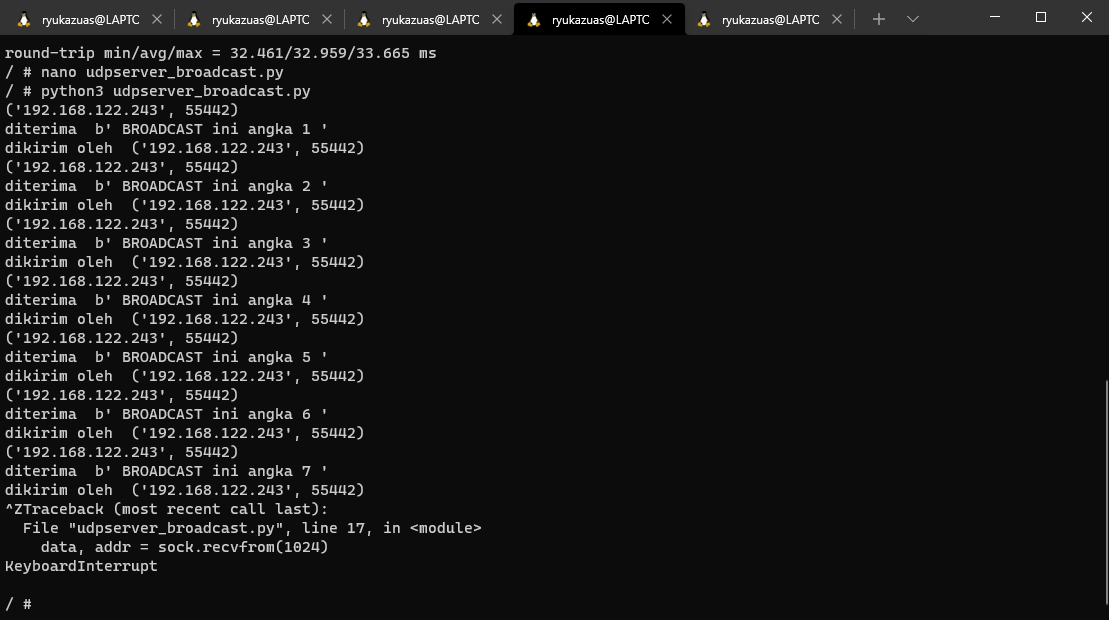 ryukazuas@LAPTC
ryukazuas@LAPTC
ryukazuas@LAPTC
ryukazuas@LAPTC
ryukazuas@LAPTC
round-trip min/avg/max = 32.461/32.959/33.665 ms
/ # nano udpserver_broadcast.py
/ # python3 udpserver_broadcast.py
('192.168.122.243', 55442)
diterima  b' BROADCAST ini angka 1 '
dikirim oleh  ('192.168.122.243', 55442)
('192.168.122.243', 55442)
diterima  b' BROADCAST ini angka 2 '
dikirim oleh  ('192.168.122.243', 55442)
('192.168.122.243', 55442)
diterima  b' BROADCAST ini angka 3 '
dikirim oleh  ('192.168.122.243', 55442)
('192.168.122.243', 55442)
diterima  b' BROADCAST ini angka 4 '
dikirim oleh  ('192.168.122.243', 55442)
('192.168.122.243', 55442)
diterima  b' BROADCAST ini angka 5 '
dikirim oleh  ('192.168.122.243', 55442)
('192.168.122.243', 55442)
diterima  b' BROADCAST ini angka 6 '
dikirim oleh  ('192.168.122.243', 55442)
('192.168.122.243', 55442)
diterima  b' BROADCAST ini angka 7 '
dikirim oleh  ('192.168.122.243', 55442)
^ZTraceback (most recent call last):
  File "udpserver_broadcast.py", line 17, in <module>
    data, addr = sock.recvfrom(1024)
KeyboardInterrupt
/ #